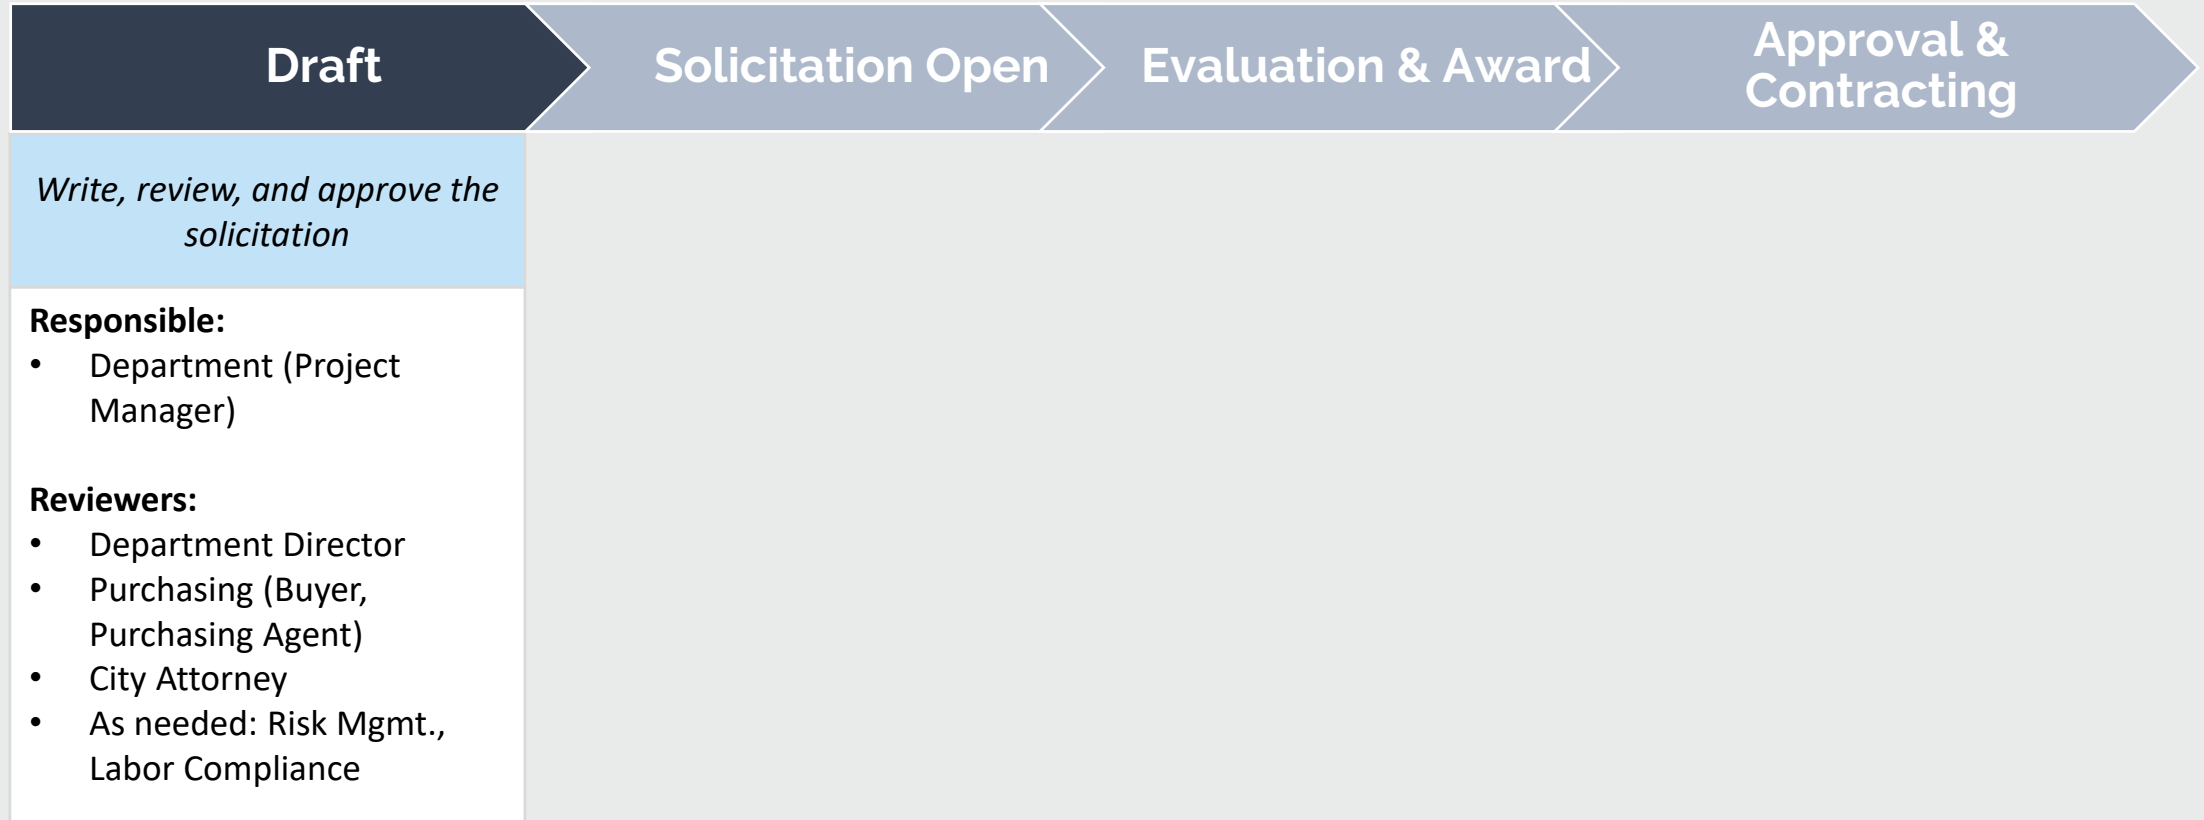 Draft
Solicitation Open
Evaluation & Award
Approval &
Contracting
Write, review, and approve the
solicitation
Responsible:
• Department (Project
Manager)
Reviewers:
• Department Director
• Purchasing (Buyer,
Purchasing Agent)
• City Attorney
• As needed: Risk Mgmt.,
Labor Compliance